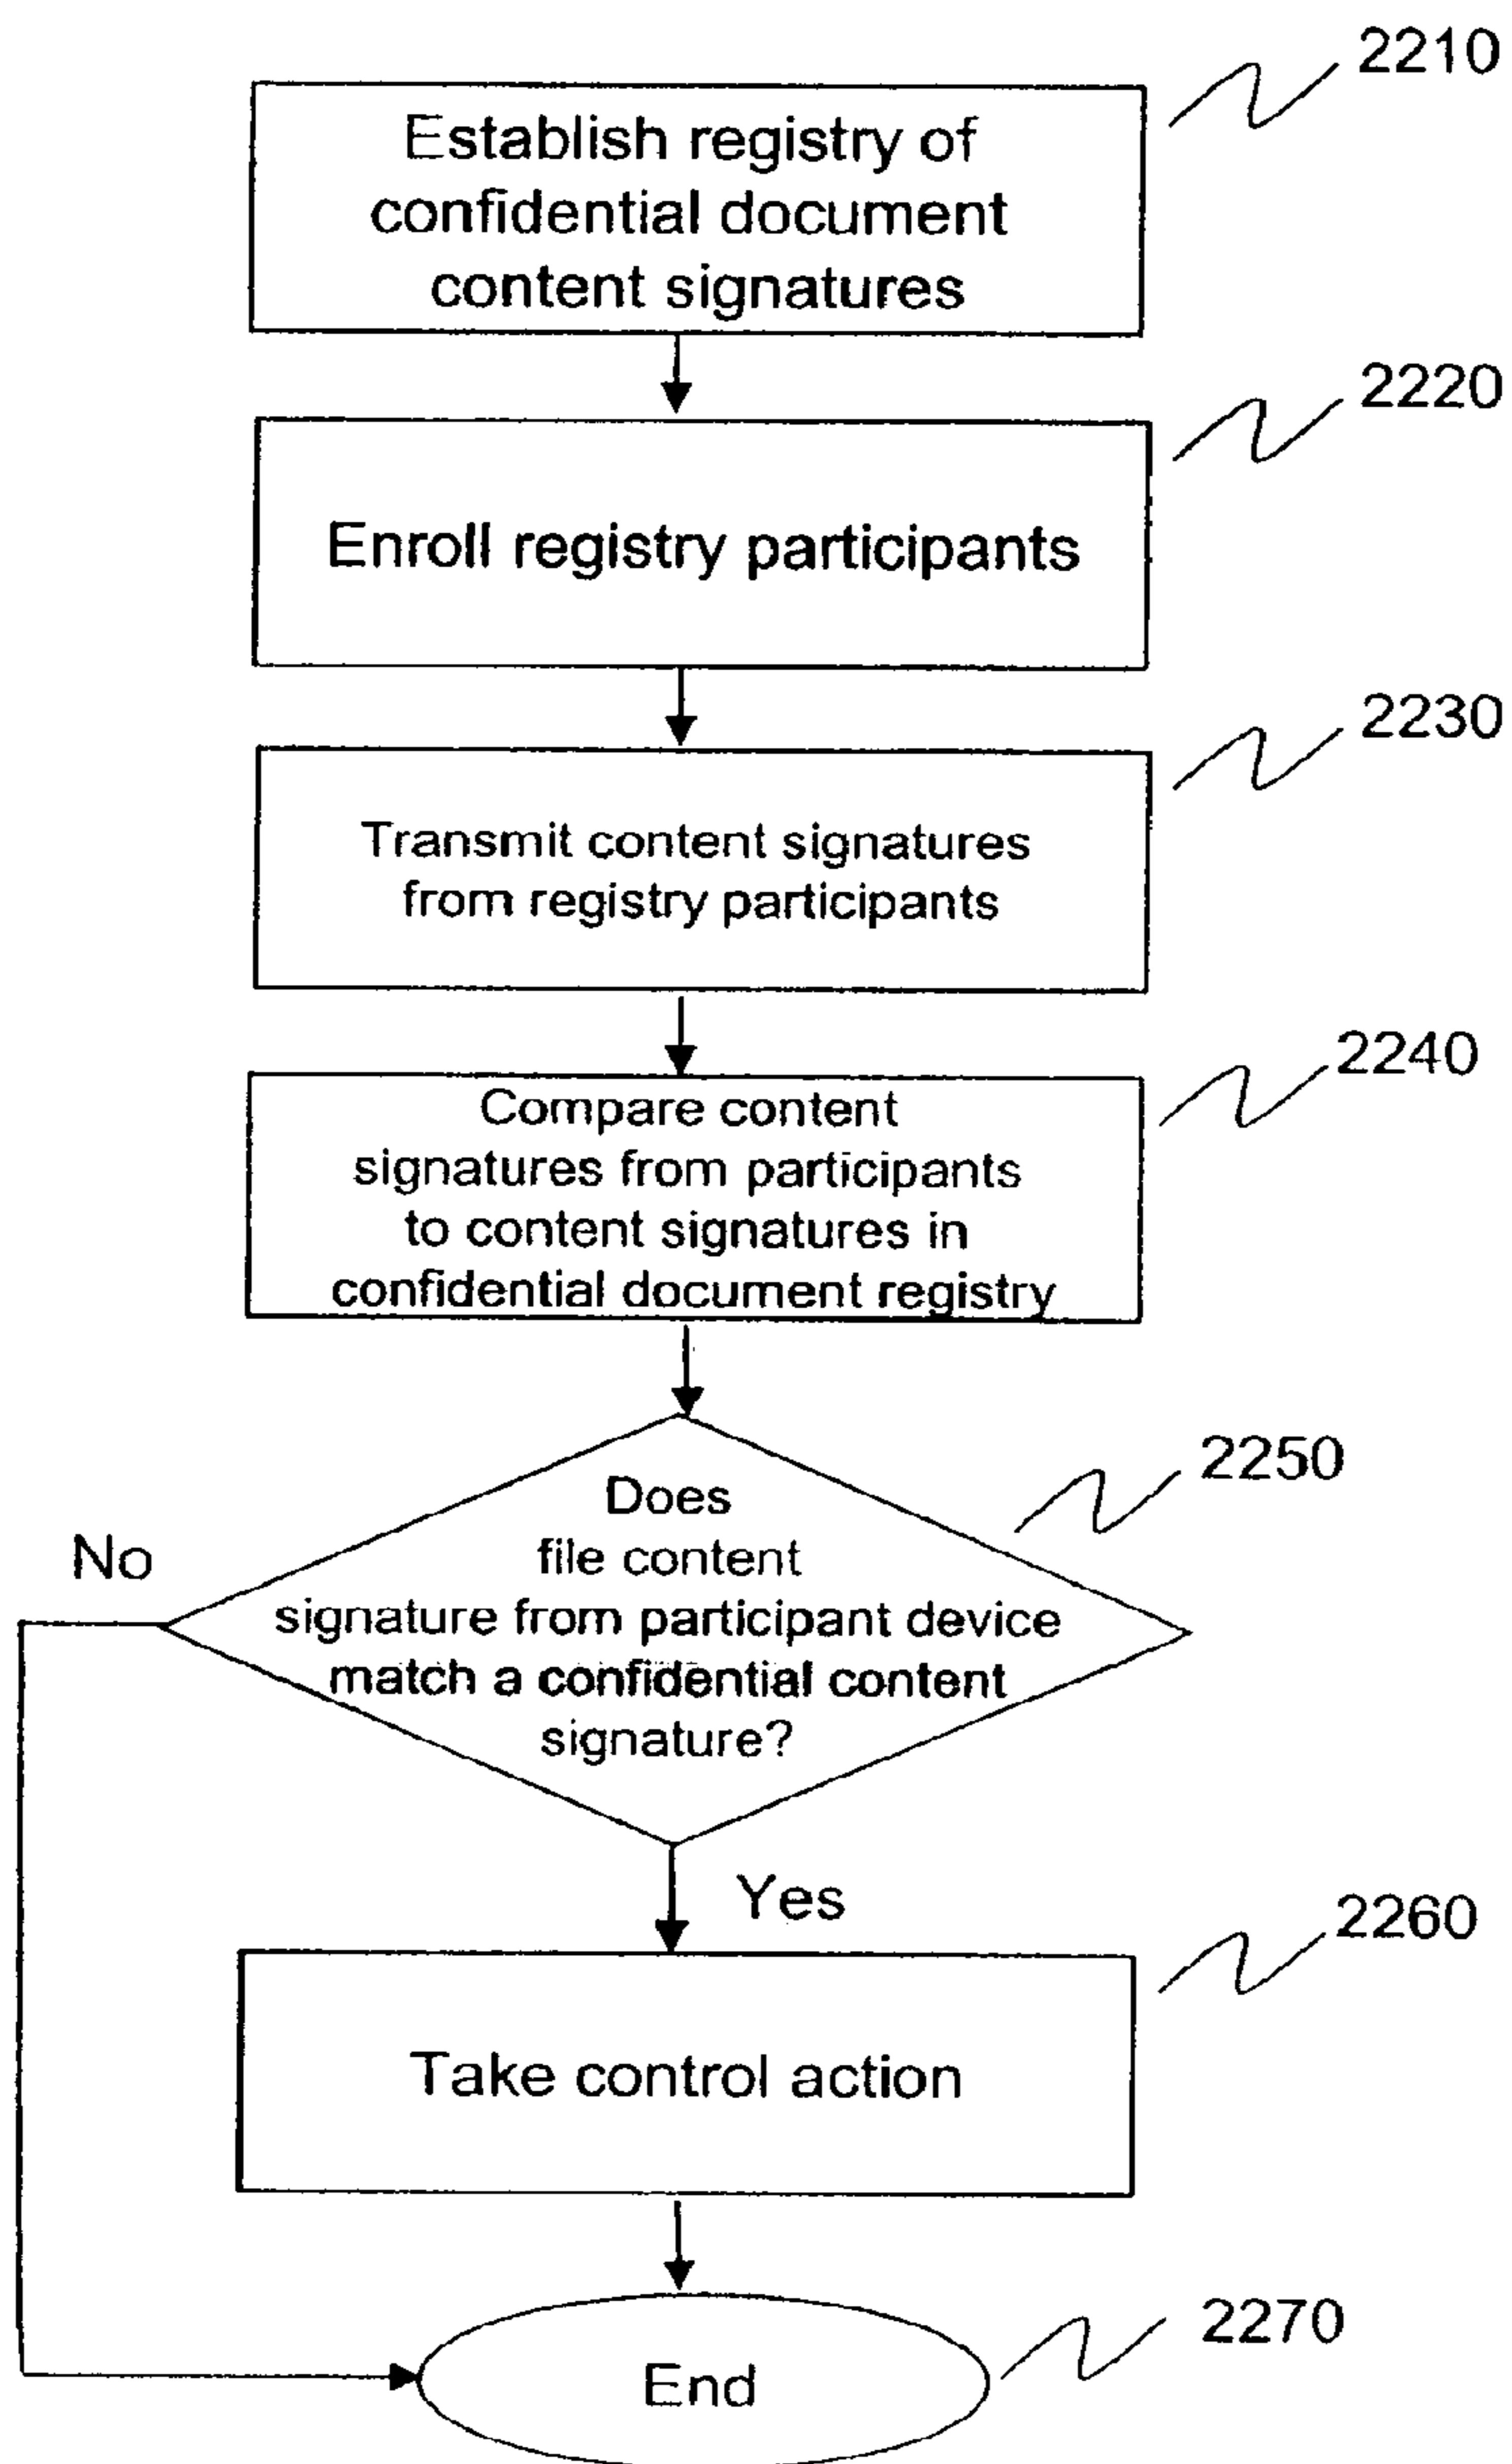 2210
Establish registry of
confidential document
content signatures
2220
Enroll registry participants
2230
Transmit content signatures
from registry participants
2240
Compare content
signatures from participants
to content signatures in
confidential document registry
2250
Does
file content
signature from participant device
match a confidential content
signature?
No
Yes
2260
Take control action
2270
End